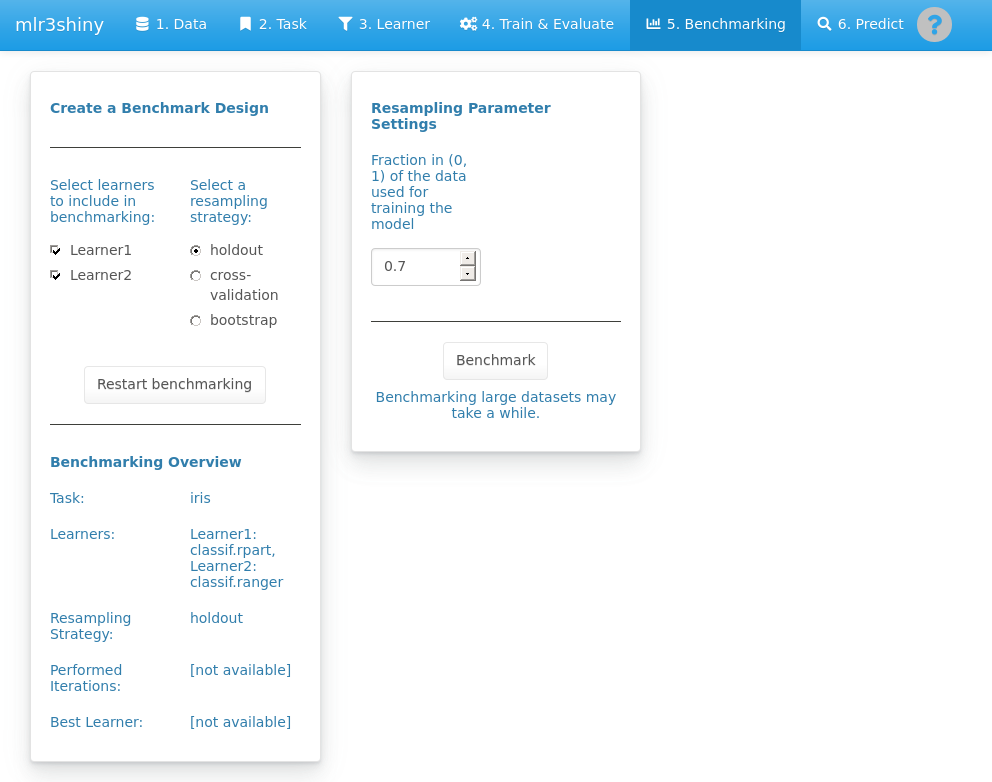 mlr3shiny
1. Data
2. Task
3. Learner
4. Train & Evaluate
5. Benchmarking
6. Predict
?
Create a Benchmark Design
Select learners
to include in
benchmarking:
Learner1
Learner2
Select a
resampling
strategy:
holdout
cross-
validation
bootstrap
Restart benchmarking
Benchmarking Overview
Task: iris
Learners: Learner1:
classif.rpart,
Learner2:
classif.ranger
Resampling holdout
Strategy:
Performed [not available]
Iterations:
Best Learner: [not available]
Resampling Parameter
Settings
Fraction in (0,
1) of the data
used for
training the
model
0.7
Benchmark
Benchmarking large datasets may
take a while.